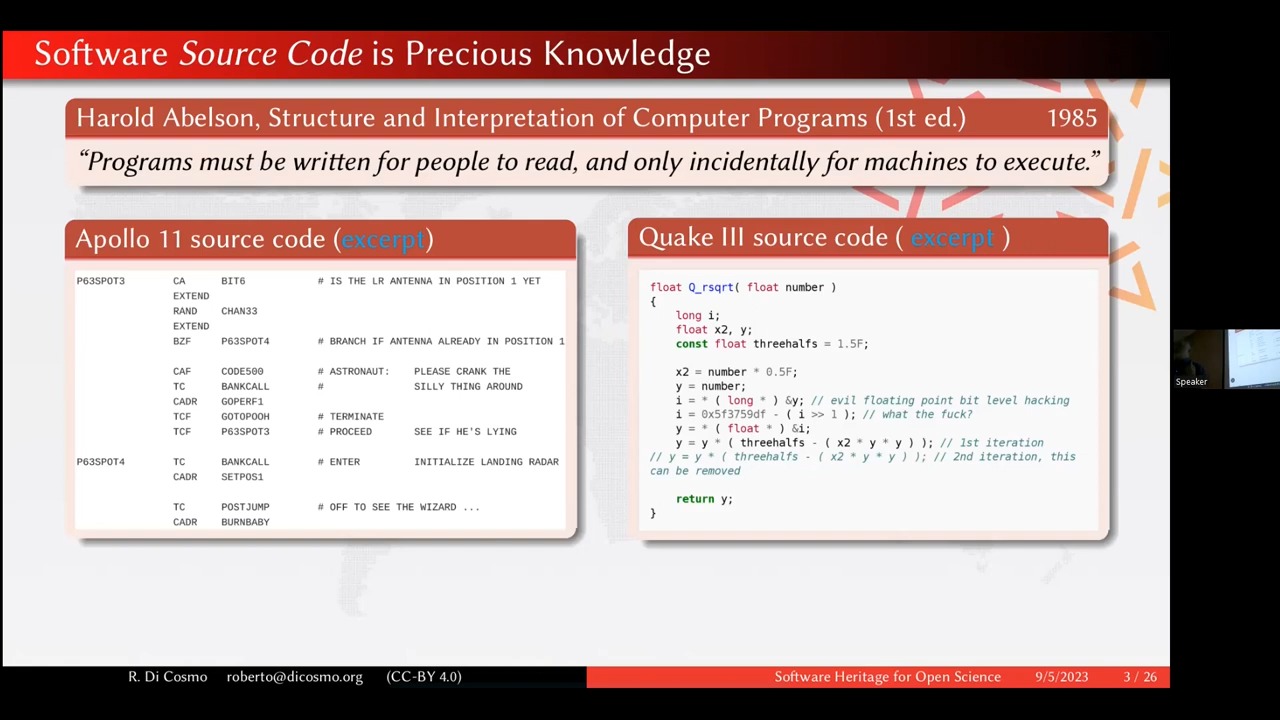 Software Source Code is Precious Knowledge
Harold Abelson, Structure and Interpretation of Computer Programs (1st ed.) 1985
“Programs must be written for people to read, and only incidentally for machines to execute.”
Apollo 11 source code (excerpt)
P63SPOT3 CA BIT6 # IS THE LR ANTENNA IN POSITION 1 YET
EXTEND
RAND CHAN33
EXTEND
BZF P63SPOT4 # BRANCH IF ANTENNA ALREADY IN POSITION 1
CAF CODE500 # ASTRONAUT: PLEASE CRANK THE
TC BANKCALL # SILLY THING AROUND
CADR GOPERF1
TCF GOTOPOOH # TERMINATE
TCF P63SPOT3 # PROCEED SEE IF HE'S LYING
P63SPOT4 TC BANKCALL # ENTER INITIALIZE LANDING RADAR
CADR SETPOS1
TC POSTJUMP # OFF TO SEE THE WIZARD ...
CADR BURNBABY
Quake III source code ( excerpt )
float Q_rsqrt( float number )
{
long i;
float x2, y;
const float threehalfs = 1.5F;
x2 = number * 0.5F;
y = number;
i = * ( long * ) &y; // evil floating point bit level hacking
i = 0x5f3759df - ( i >> 1 ); // what the fuck?
y = * ( float * ) &i;
y = y * ( threehalfs - ( x2 * y * y ) ); // 1st iteration
// y = y * ( threehalfs - ( x2 * y * y ) ); // 2nd iteration, this
can be removed
return y;
}
Speaker
R. Di Cosmo roberto@dicosmo.org (CC-BY 4.0) Software Heritage for Open Science 9/5/2023 3 / 26